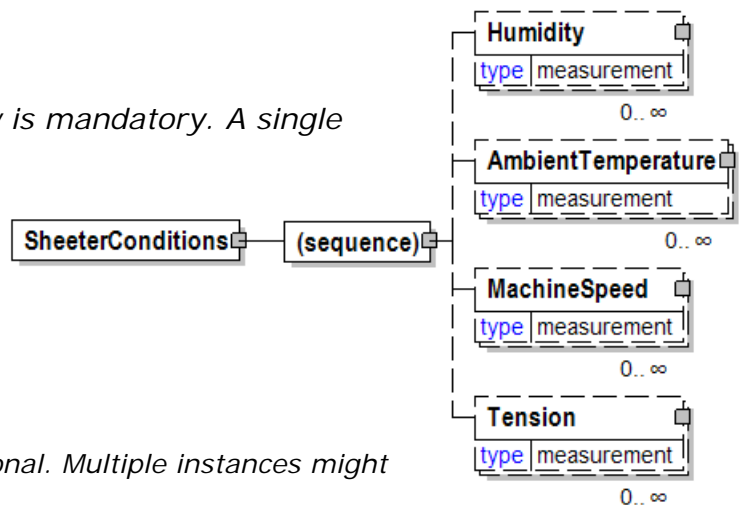 Humidity
type measurement
0.. ∞
is mandatory. A single
AmbientTemperature
type measurement
0.. ∞
SheeterConditions (sequence)
MachineSpeed
type measurement
0.. ∞
Tension
type measurement
0.. ∞
onal. Multiple instances might